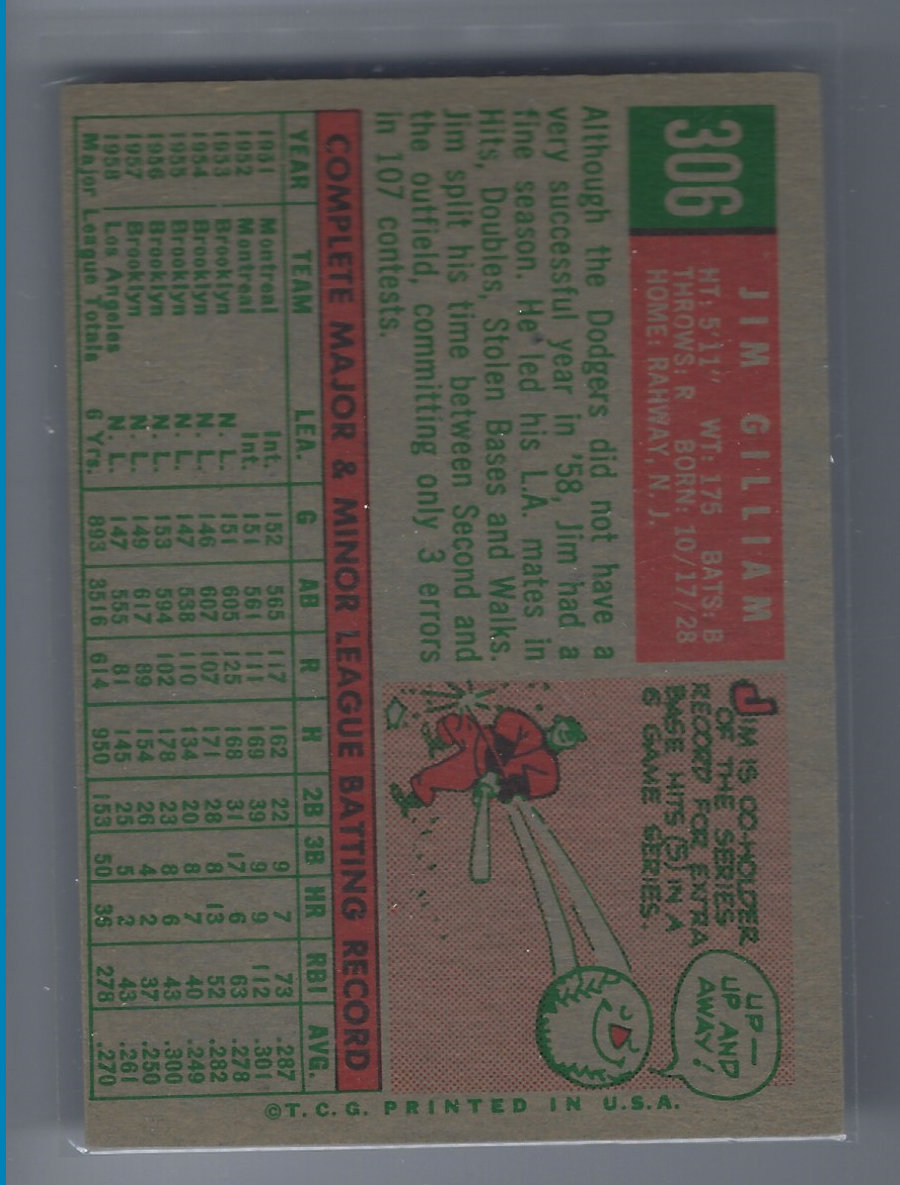 306
JIM GILLIAM
HT: 5'11" WT: 175 BATS: B
THROWS: R BORN: 10/17/28
HOME: RAHWAY, N. J.
Although the Dodgers did not have a
very successful year in '58, Jim had a
fine season. He led his L.A. mates in
Hits, Doubles, Stolen Bases and Walks.
Jim split his time between Second and
the outfield, committing only 3 errors
in 107 contests.
JIM IS CO-HOLDER
OF THE SERIES
RECORD FOR EXTRA
BASE HITS (5) IN A
6 GAME SERIES.
UP—
UP AND
AWAY!
COMPLETE MAJOR & MINOR LEAGUE BATTING RECORD
YEAR TEAM LEA. G AB R H 2B 3B HR RBI AVG.
1951 Montreal Int. 152 565 117 162 22 9 7 73 .287
1952 Montreal Int. 151 561 111 169 39 9 9 112 .301
1953 Brooklyn N. L. 151 605 125 168 31 17 6 63 .278
1954 Brooklyn N. L. 146 607 107 171 28 8 13 52 .282
1955 Brooklyn N. L. 147 538 110 134 20 8 7 40 .249
1956 Brooklyn N. L. 153 594 102 178 23 8 6 43 .300
1957 Brooklyn N. L. 149 617 89 154 26 4 2 37 .250
1958 Los Angeles N. L. 147 555 81 145 25 5 2 43 .261
Major League Totals 6 Yrs. 893 3516 614 950 153 50 36 278 .270
©T. C. G. PRINTED IN U.S.A.